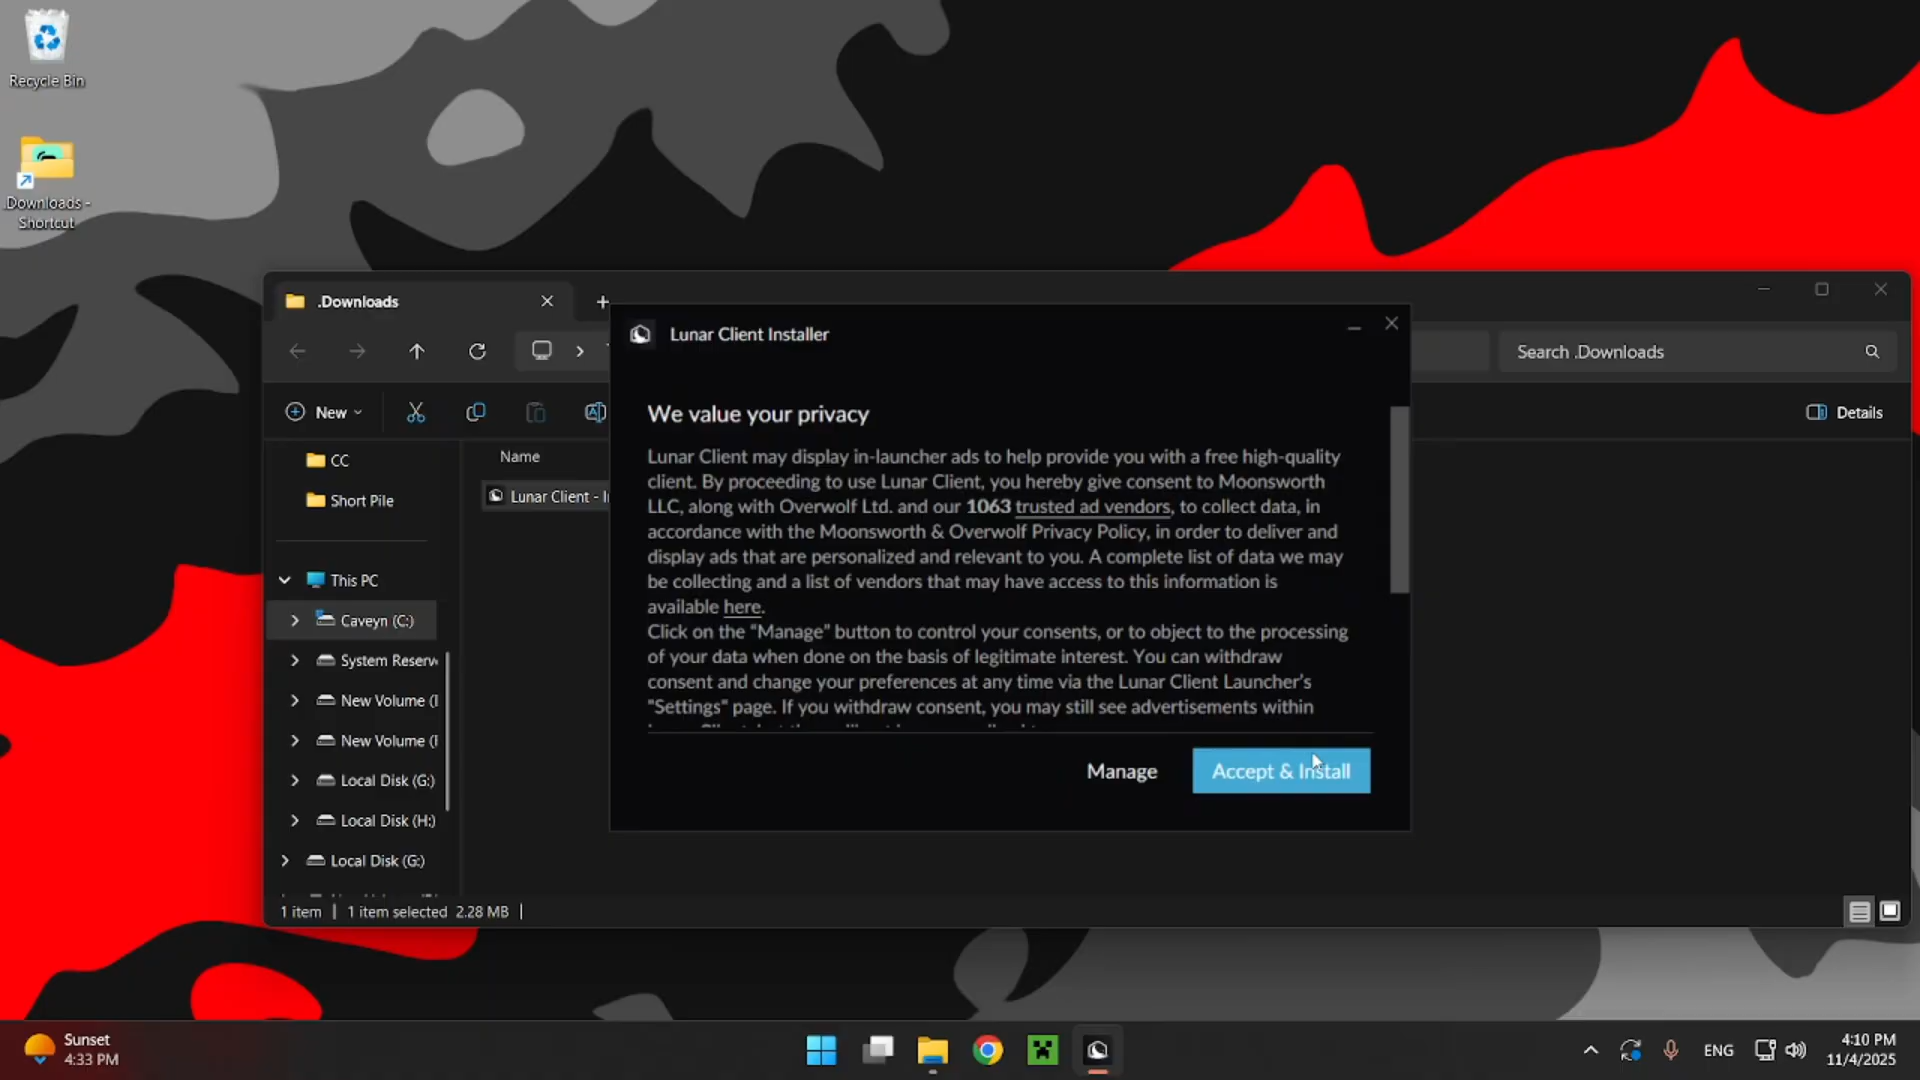 Recycle Bin
.Downloads -
Shortcut
.Downloads
Search .Downloads
New
Details
CC
Short Pile
This PC
Caveyn (C:)
System Reserv
New Volume (
New Volume (
Local Disk (G:)
Local Disk (H:)
Local Disk (G:)
Name
Lunar Client - I
1 item
1 item selected 2.28 MB
Lunar Client Installer
We value your privacy
Lunar Client may display in-launcher ads to help provide you with a free high-quality
client. By proceeding to use Lunar Client, you hereby give consent to Moonsworth
LLC, along with Overwolf Ltd. and our 1063 trusted ad vendors, to collect data, in
accordance with the Moonsworth & Overwolf Privacy Policy, in order to deliver and
display ads that are personalized and relevant to you. A complete list of data we may
be collecting and a list of vendors that may have access to this information is
available here.
Click on the “Manage” button to control your consents, or to object to the processing
of your data when done on the basis of legitimate interest. You can withdraw
consent and change your preferences at any time via the Lunar Client Launcher’s
"Settings" page. If you withdraw consent, you may still see advertisements within
Manage
Accept & Install
Sunset
4:33 PM
ENG
4:10 PM
11/4/2025